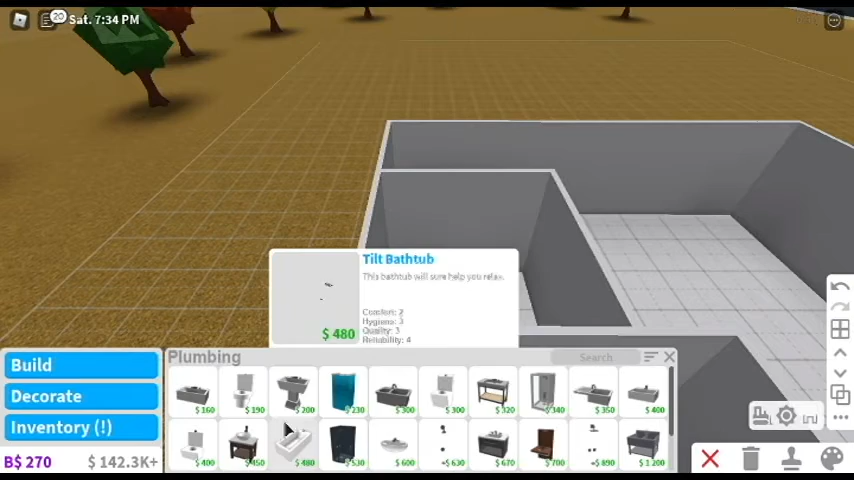 20 Sat. 7:34 PM
Tilt Bathtub
This bathtub will sure help you relax.
Comfort: 2
Hygiene: 3
Quality: 3
Reliability: 4
$ 480
Build
Plumbing
Search
Decorate
$ 160 $ 190 $ 200 $ 230 $ 300 $ 300 $ 320 $ 340 $ 350 $ 400
Inventory (!)
$ 400 $ 450 $ 480 $ 530 $ 600 $ 630 $ 670 $ 700 $ 890 $ 1 200
B$ 270 $ 142.3K+